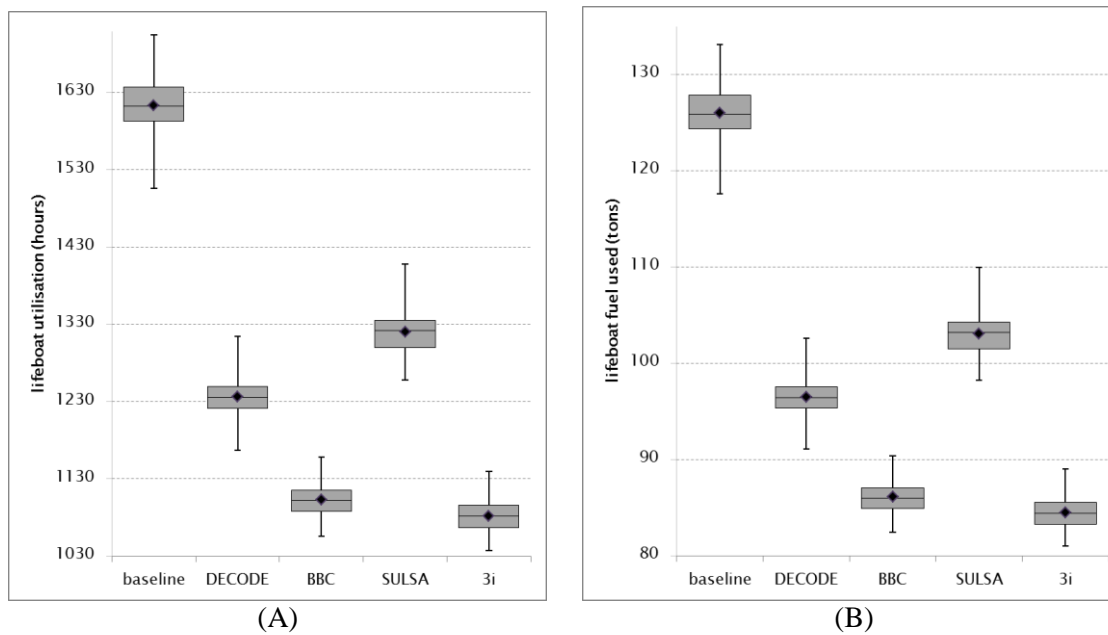 lifeboat utilisation (hours)
1630
1530
1430
1330
1230
1130
1030
baseline DECODE BBC SULSA 3i
(A)
lifeboat fuel used (tons)
130
120
110
100
90
80
baseline DECODE BBC SULSA 3i
(B)